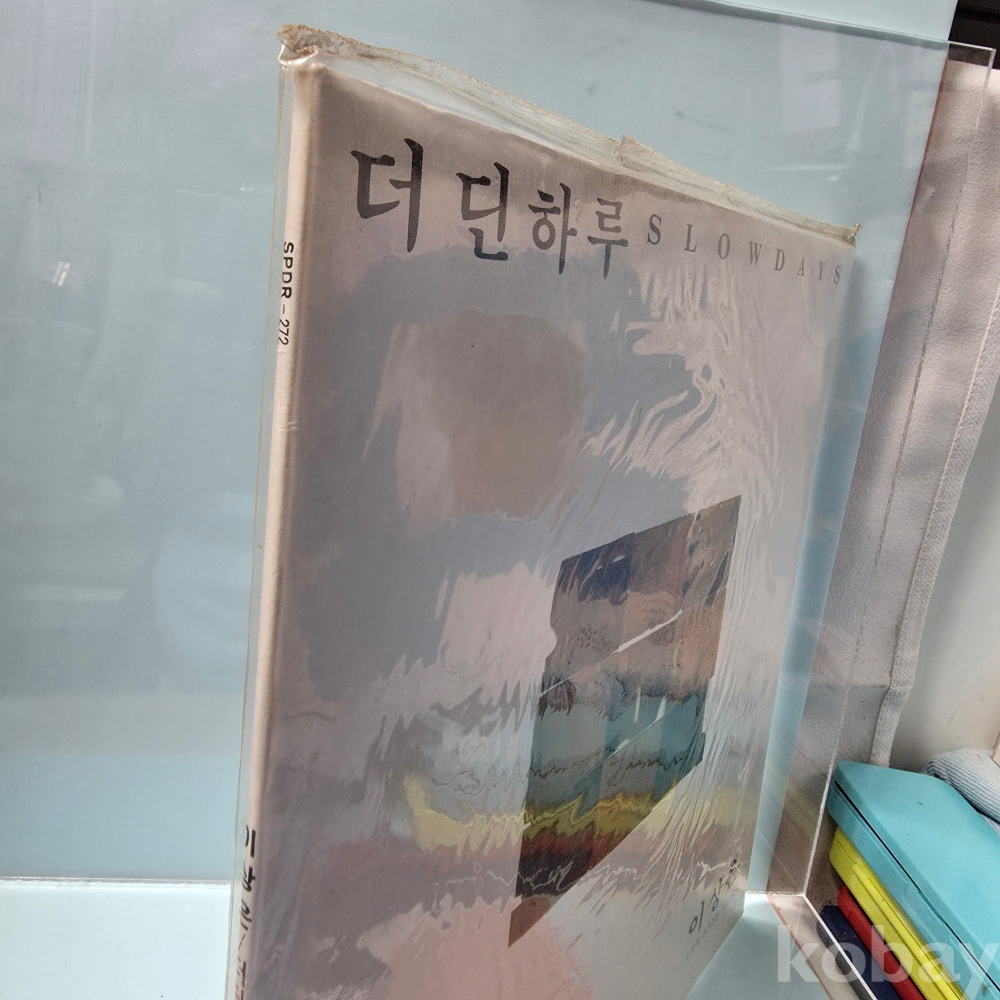 더딘하루 SLOWDAYS
SPDR-272
kobay